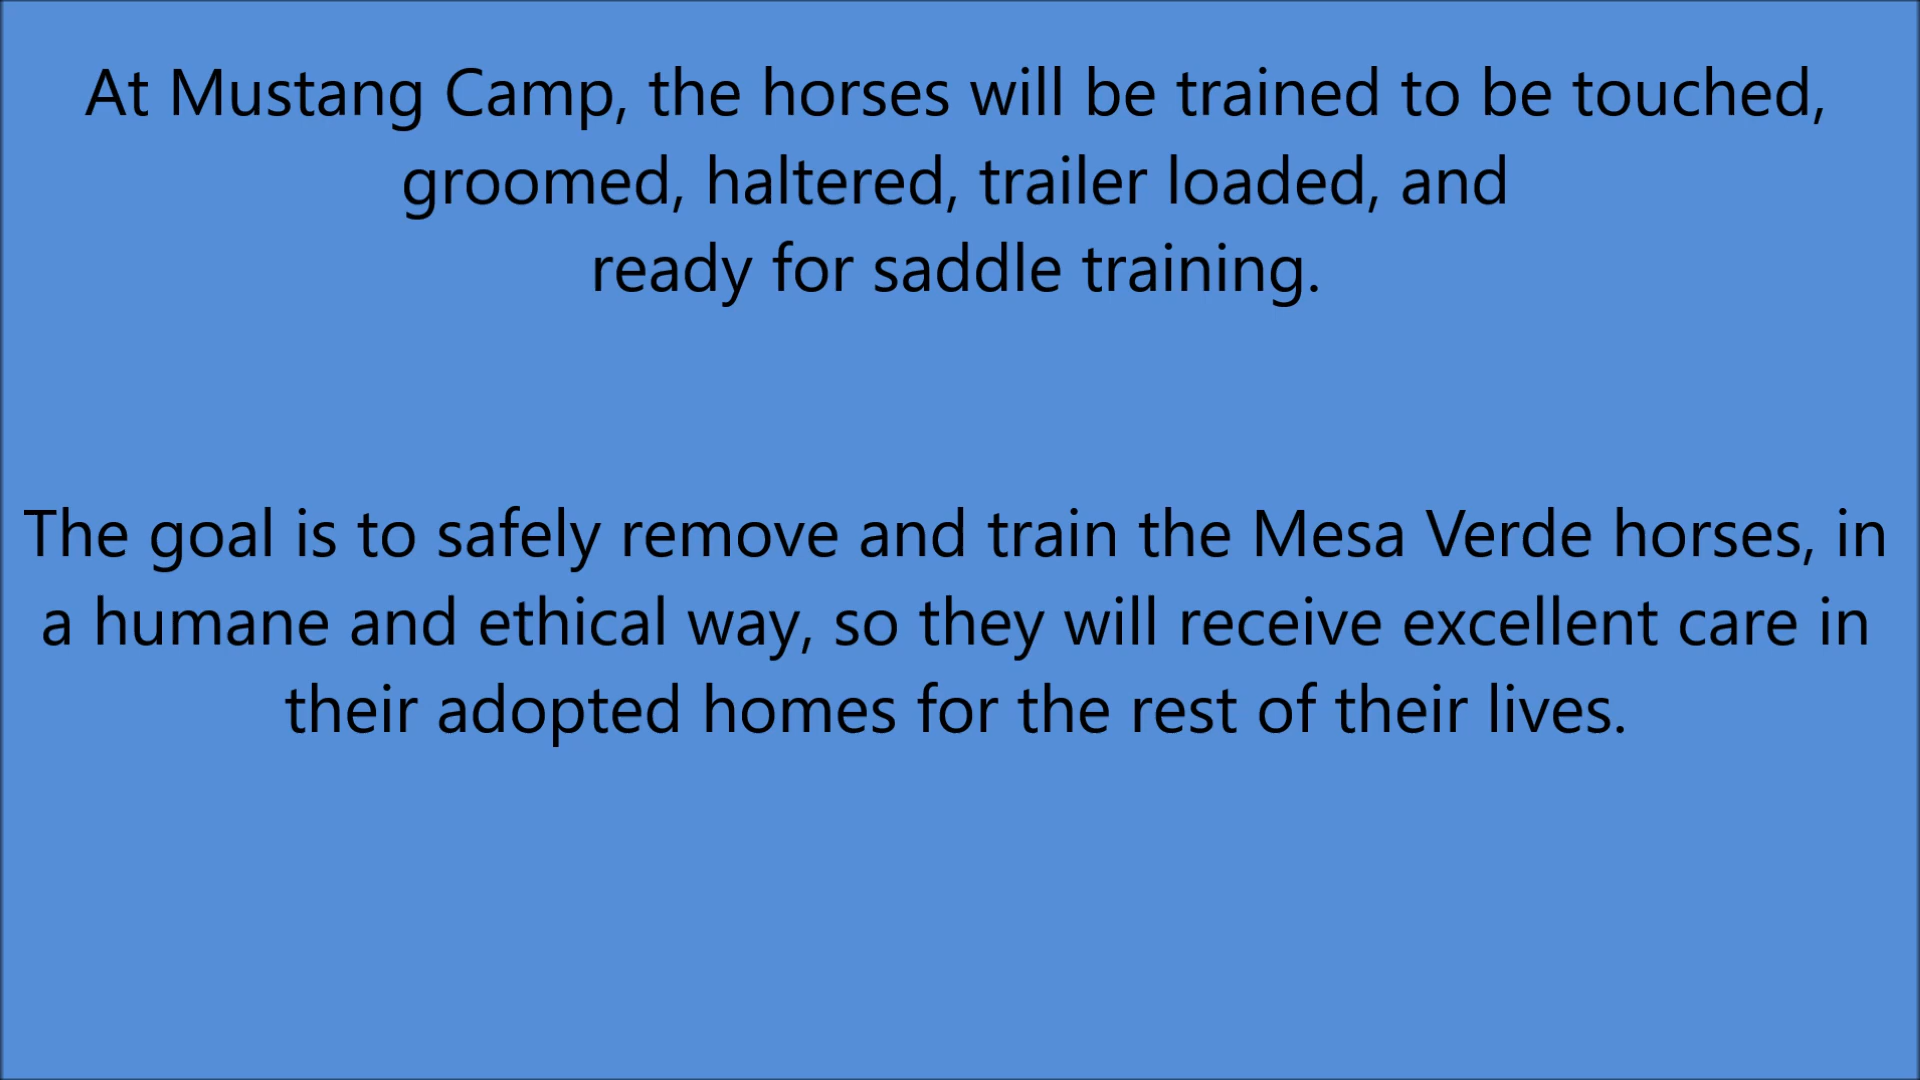 At Mustang Camp, the horses will be trained to be touched,
groomed, haltered, trailer loaded, and
ready for saddle training.
The goal is to safely remove and train the Mesa Verde horses, in
a humane and ethical way, so they will receive excellent care in
their adopted homes for the rest of their lives.